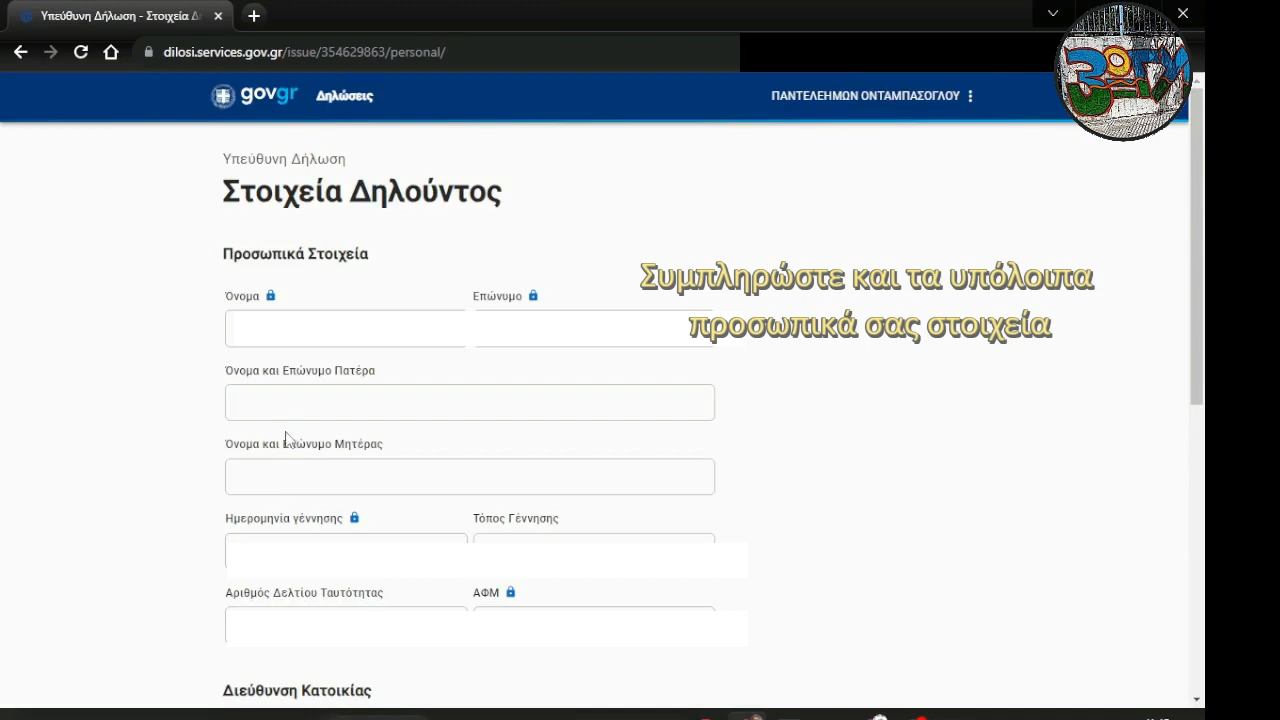 Υπεύθυνη Δήλωση - Στοιχεία Δ
dilosi.services.gov.gr/issue/354629863/personal/
govgr Δηλώσεις
ΠΑΝΤΕΛΕΗΜΩΝ ΟΝΤΑΜΠΑΣΟΓΛΟΥ
Υπεύθυνη Δήλωση
Στοιχεία Δηλούντος
Προσωπικά Στοιχεία
Συμπληρώστε και τα υπόλοιπα
προσωπικά σας στοιχεία
Όνομα Επώνυμο
Όνομα και Επώνυμο Πατέρα
Όνομα και Επώνυμο Μητέρας
Ημερομηνία γέννησης Τόπος Γέννησης
Αριθμός Δελτίου Ταυτότητας ΑΦΜ
Διεύθυνση Κατοικίας